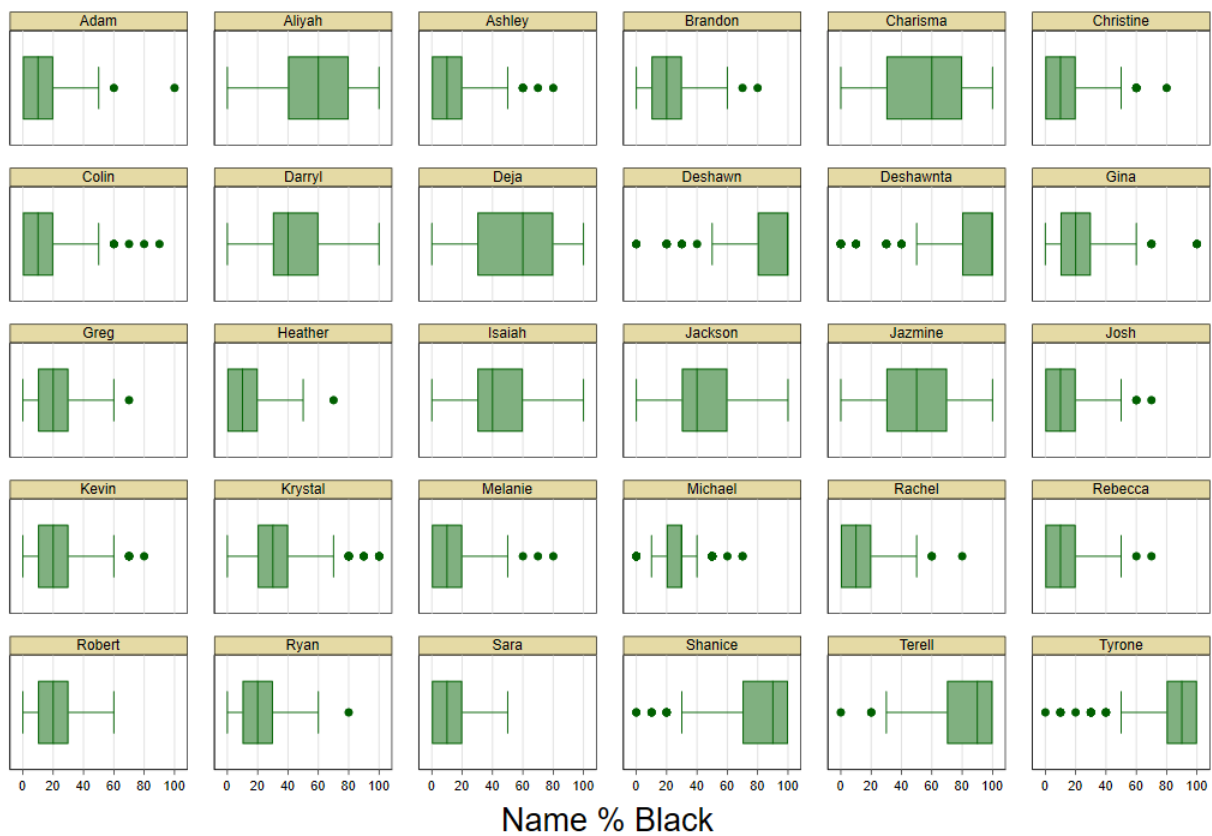 Adam Aliyah Ashley Brandon Charisma Christine
Colin Darryl Deja Deshawn Deshawnta Gina
Greg Heather Isaiah Jackson Jazmine Josh
Kevin Krystal Melanie Michael Rachel Rebecca
Robert Ryan Sara Shanice Terell Tyrone
0 20 40 60 80 100 0 20 40 60 80 100 0 20 40 60 80 100 0 20 40 60 80 100 0 20 40 60 80 100 0 20 40 60 80 100
Name % Black